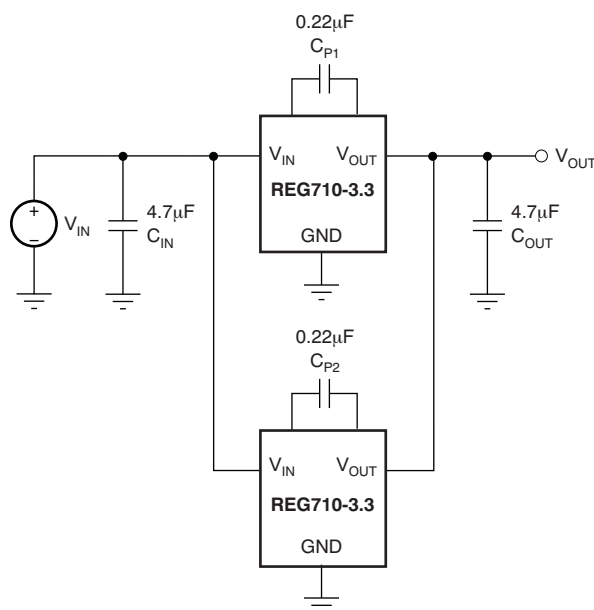 0.22μF
C_P1
V_IN V_OUT
REG710-3.3
GND
V_OUT
+
−
V_IN
4.7μF
C_IN
4.7μF
C_OUT
0.22μF
C_P2
V_IN V_OUT
REG710-3.3
GND